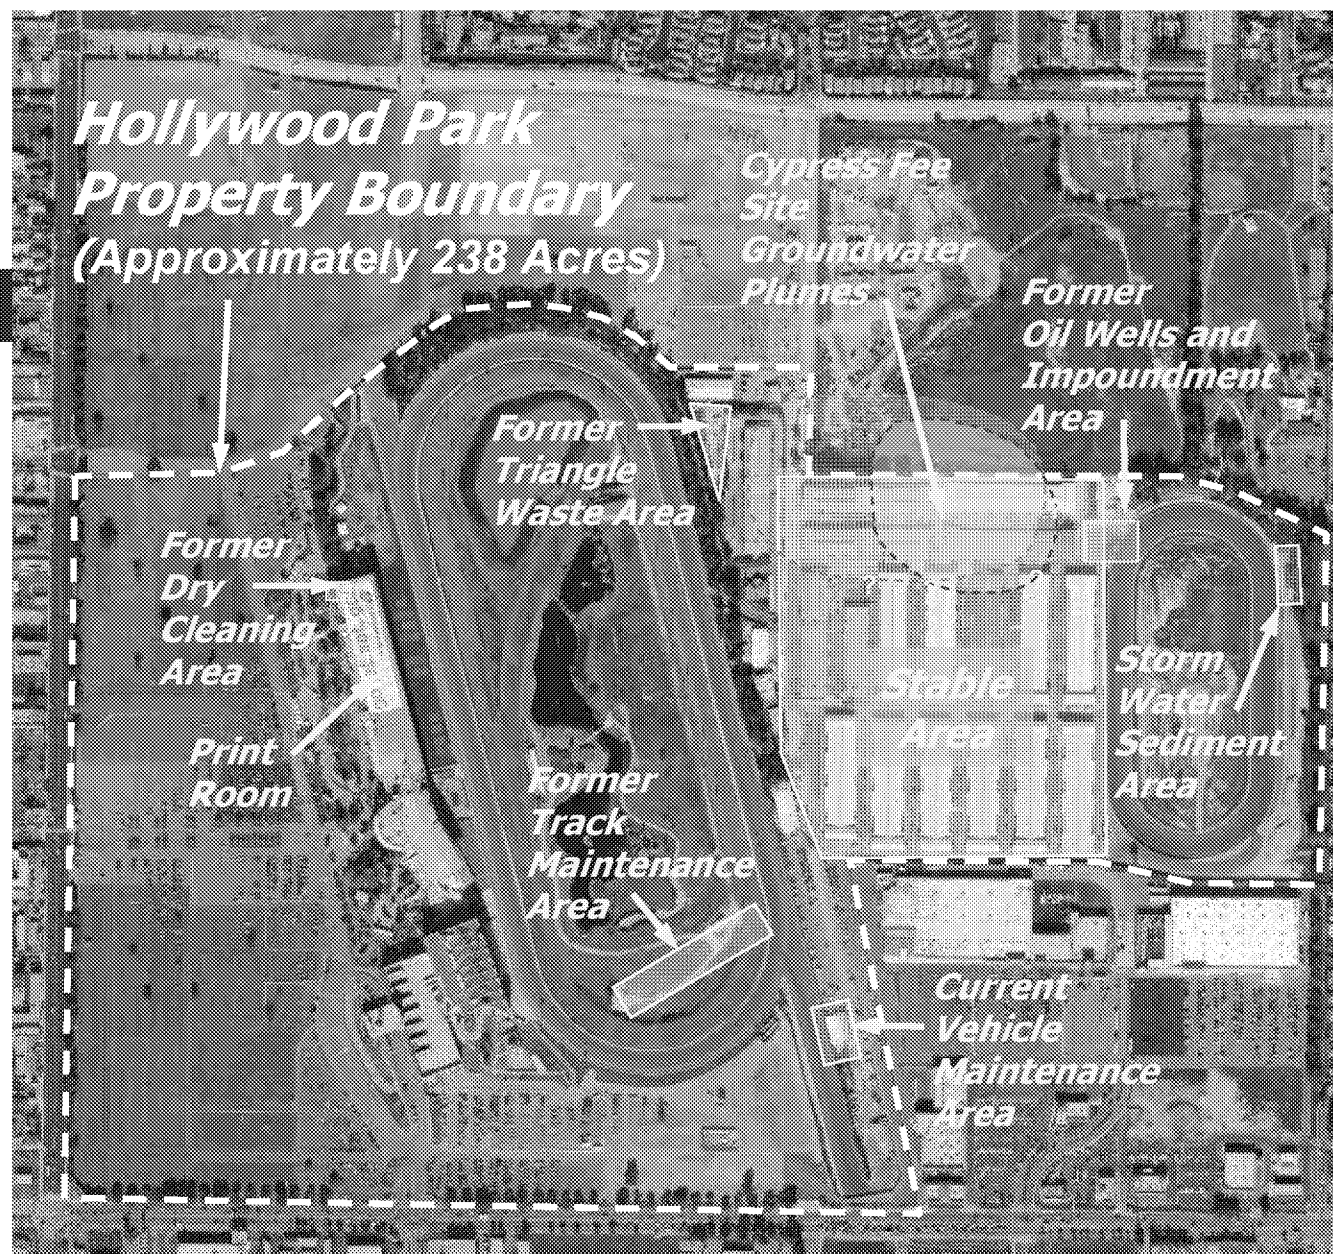 Hollywood Park
Property Boundary
(Approximately 238 Acres)
Cypress Fee
Site
Groundwater
Plumes
Former
Oil Wells and
Impoundment
Area
Former
Triangle
Waste Area
Former
Dry
Cleaning
Area
Print
Room
Former
Track
Maintenance
Area
Stable
Area
Storm
Water
Sediment
Area
Current
Vehicle
Maintenance
Area